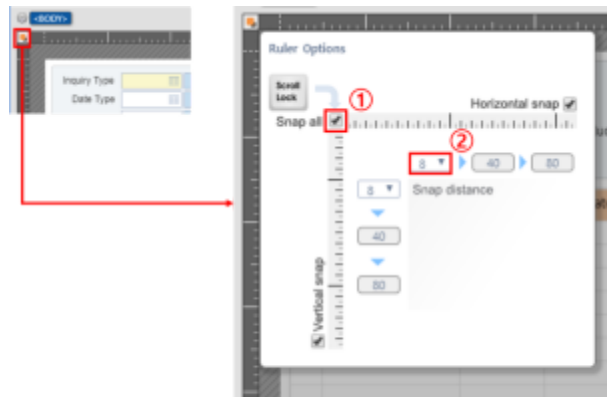 <BODY>
Inquiry Type
Date Type
Ruler Options
Scroll
Lock
①
Horizontal snap
Snap all
②
8 40 80
8 Snap distance
40
80
Vertical snap